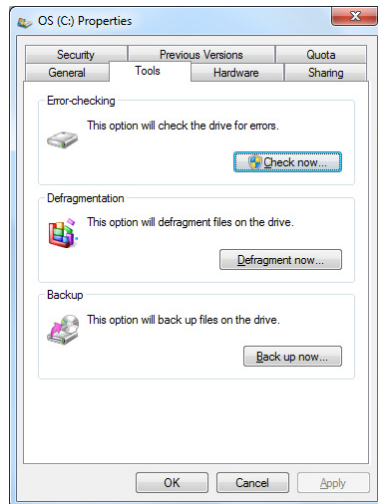 OS (C:) Properties
Security Previous Versions Quota
General Tools Hardware Sharing
Error-checking
This option will check the drive for errors.
Check now...
Defragmentation
This option will defragment files on the drive.
Defragment now...
Backup
This option will back up files on the drive.
Back up now...
OK Cancel Apply